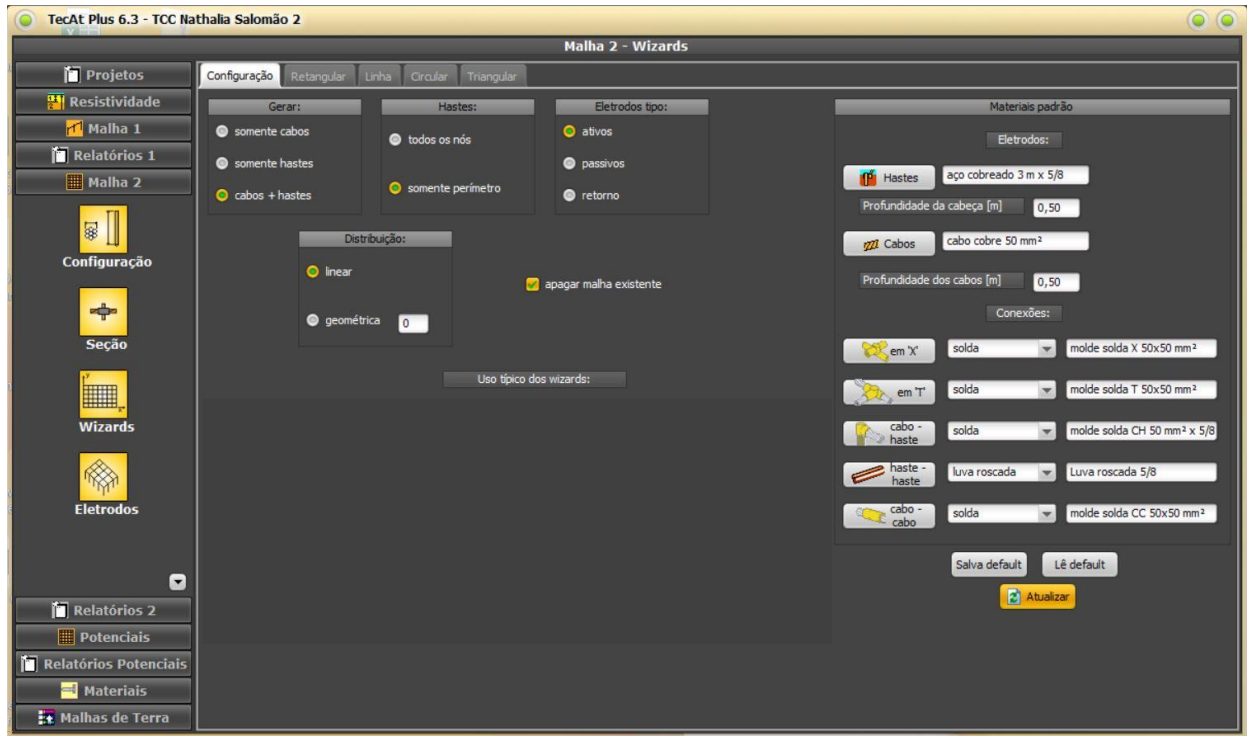 TecAt Plus 6.3 - TCC Nathalia Salomão 2
Malha 2 - Wizards
Projetos
Resistividade
Malha 1
Relatórios 1
Malha 2
Configuração
Seção
Wizards
Eletrodos
Relatórios 2
Potenciais
Relatórios Potenciais
Materiais
Malhas de Terra
Configuração Retangular Linha Circular Triangular
Gerar:
somente cabos
somente hastes
cabos + hastes
Hastes:
todos os nós
somente perímetro
Eletrodos tipo:
ativos
passivos
retorno
Distribuição:
linear
geométrica 0
apagar malha existente
Uso típico dos wizards:
Materiais padrão
Eletrodos:
Hastes aço cobreado 3 m x 5/8
Profundidade da cabeça [m] 0,50
Cabos cabo cobre 50 mm²
Profundidade dos cabos [m] 0,50
Conexões:
em 'X' solda molde solda X 50x50 mm²
em 'T' solda molde solda T 50x50 mm²
cabo - haste solda molde solda CH 50 mm² x 5/8
haste - haste luva roscada Luva roscada 5/8
cabo - cabo solda molde solda CC 50x50 mm²
Salva default Lê default
Atualizar